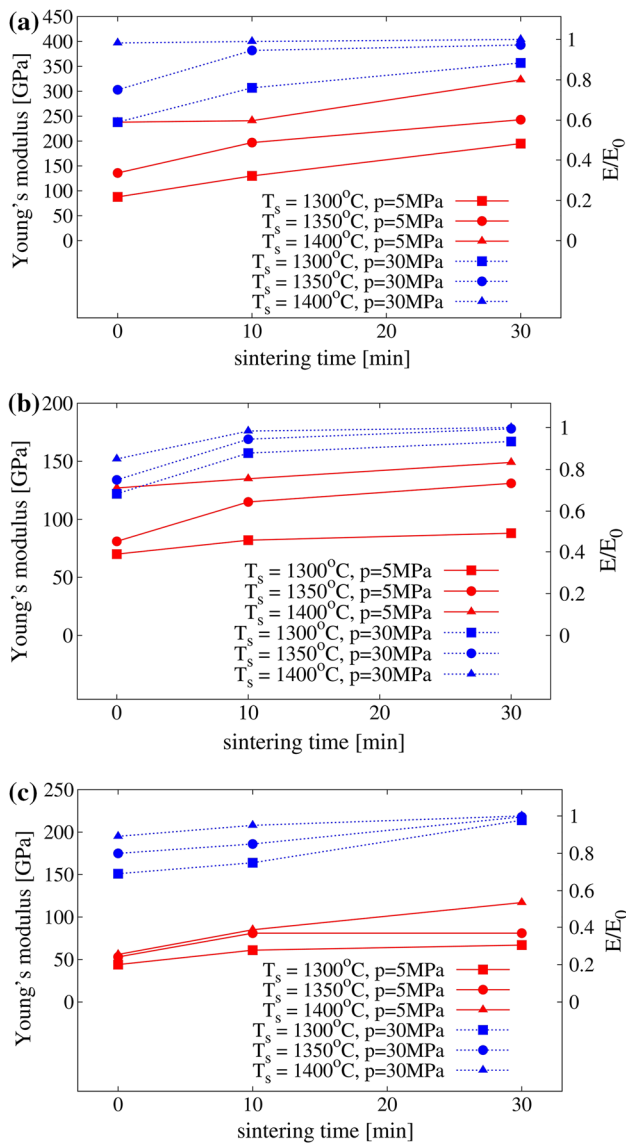 (a)
450
400
350
300
250
200
150
100
50
0
Young's modulus [GPa]
1
0.8
0.6
0.4
0.2
0
E/E0
Ts = 1300°C, p=5MPa
Ts = 1350°C, p=5MPa
Ts = 1400°C, p=5MPa
Ts = 1300°C, p=30MPa
Ts = 1350°C, p=30MPa
Ts = 1400°C, p=30MPa
0 10 20 30
sintering time [min]
(b)
200
150
100
50
0
Young's modulus [GPa]
1
0.8
0.6
0.4
0.2
0
E/E0
Ts = 1300°C, p=5MPa
Ts = 1350°C, p=5MPa
Ts = 1400°C, p=5MPa
Ts = 1300°C, p=30MPa
Ts = 1350°C, p=30MPa
Ts = 1400°C, p=30MPa
0 10 20 30
sintering time [min]
(c)
250
200
150
100
50
0
Young's modulus [GPa]
1
0.8
0.6
0.4
0.2
0
E/E0
Ts = 1300°C, p=5MPa
Ts = 1350°C, p=5MPa
Ts = 1400°C, p=5MPa
Ts = 1300°C, p=30MPa
Ts = 1350°C, p=30MPa
Ts = 1400°C, p=30MPa
0 10 20 30
sintering time [min]